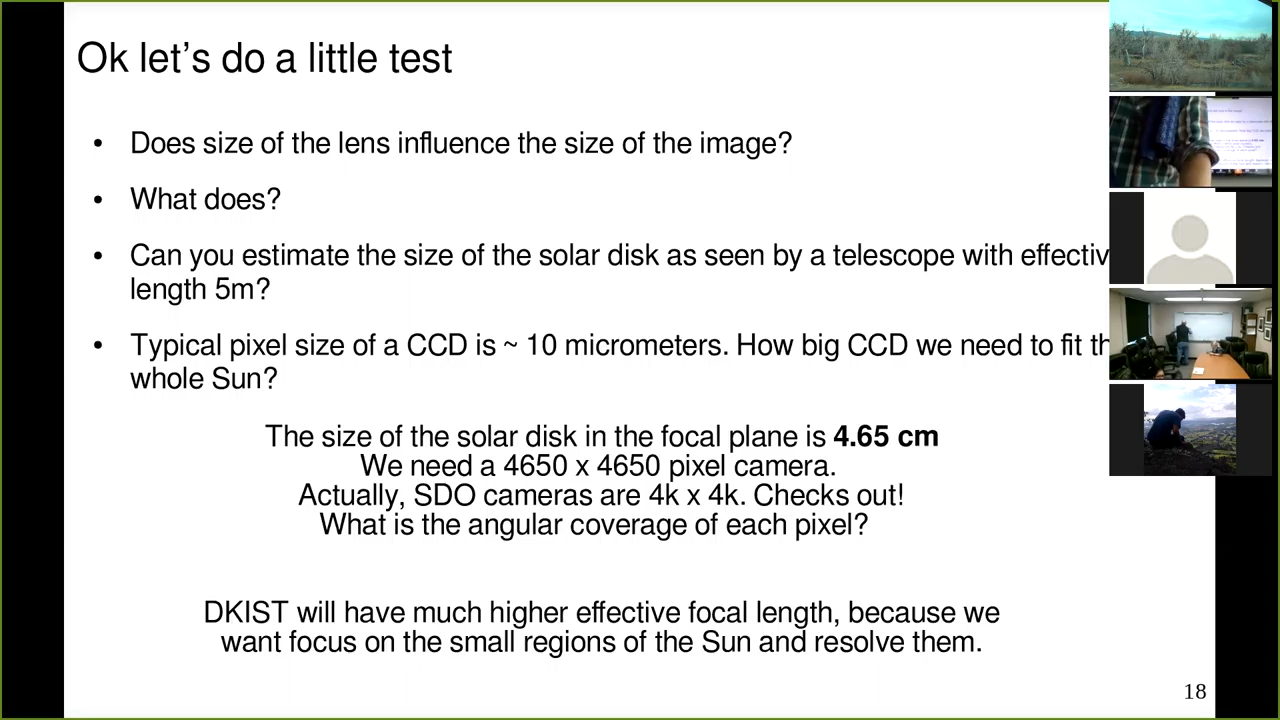 Ok let's do a little test
• Does size of the lens influence the size of the image?
• What does?
• Can you estimate the size of the solar disk as seen by a telescope with effectiv
length 5m?
• Typical pixel size of a CCD is ~ 10 micrometers. How big CCD we need to fit th
whole Sun?
The size of the solar disk in the focal plane is 4.65 cm
We need a 4650 x 4650 pixel camera.
Actually, SDO cameras are 4k x 4k. Checks out!
What is the angular coverage of each pixel?
DKIST will have much higher effective focal length, because we
want focus on the small regions of the Sun and resolve them.
18